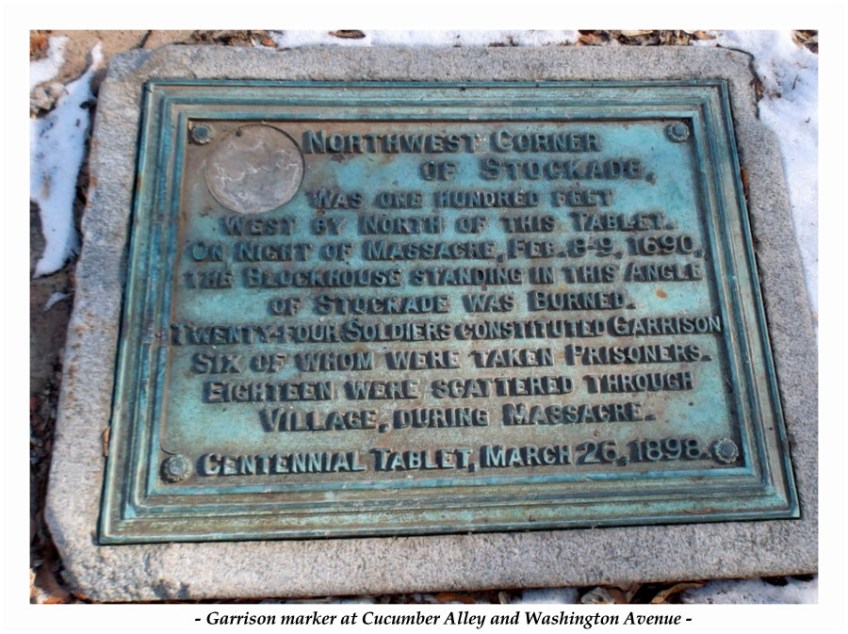 Northwest Corner
of Stockade,
was one hundred feet
west by North of this Tablet.
On Night of Massacre, Feb. 8-9, 1690,
the Blockhouse standing in this Angle
of Stockade was Burned.
Twenty-four Soldiers constituted Garrison
Six of whom were taken Prisoners.
Eighteen were scattered through
Village, during Massacre.
Centennial Tablet, March 26, 1898.
- Garrison marker at Cucumber Alley and Washington Avenue -